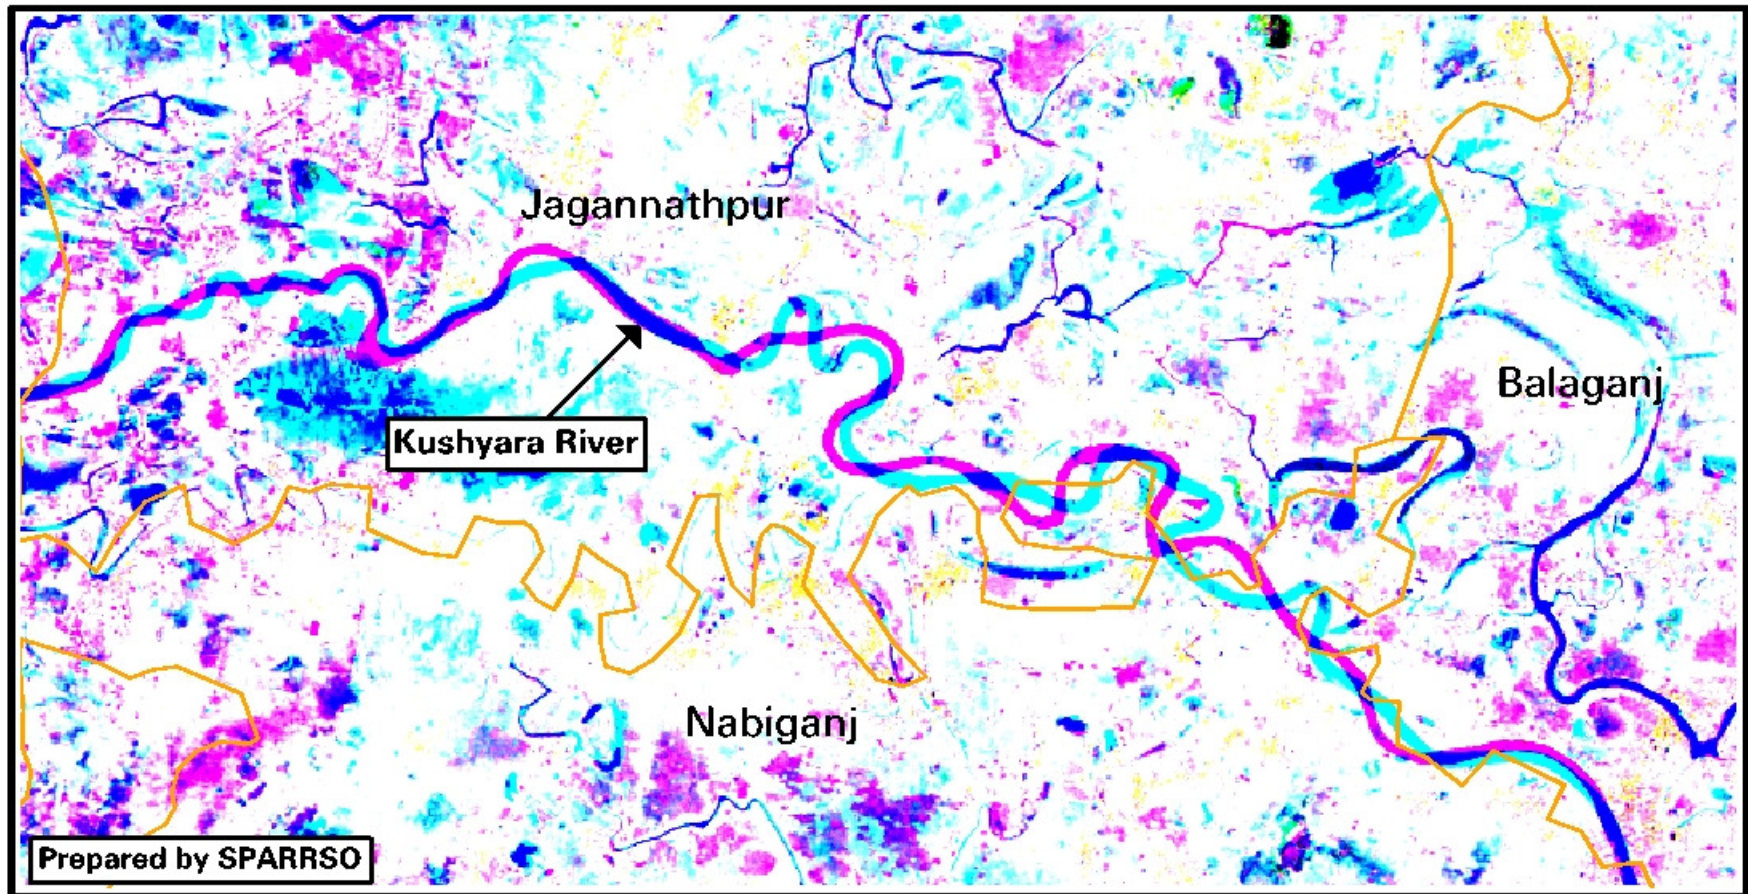 Jagannathpur
Balaganj
Kushyara River
Nabiganj
Prepared by SPARRSO